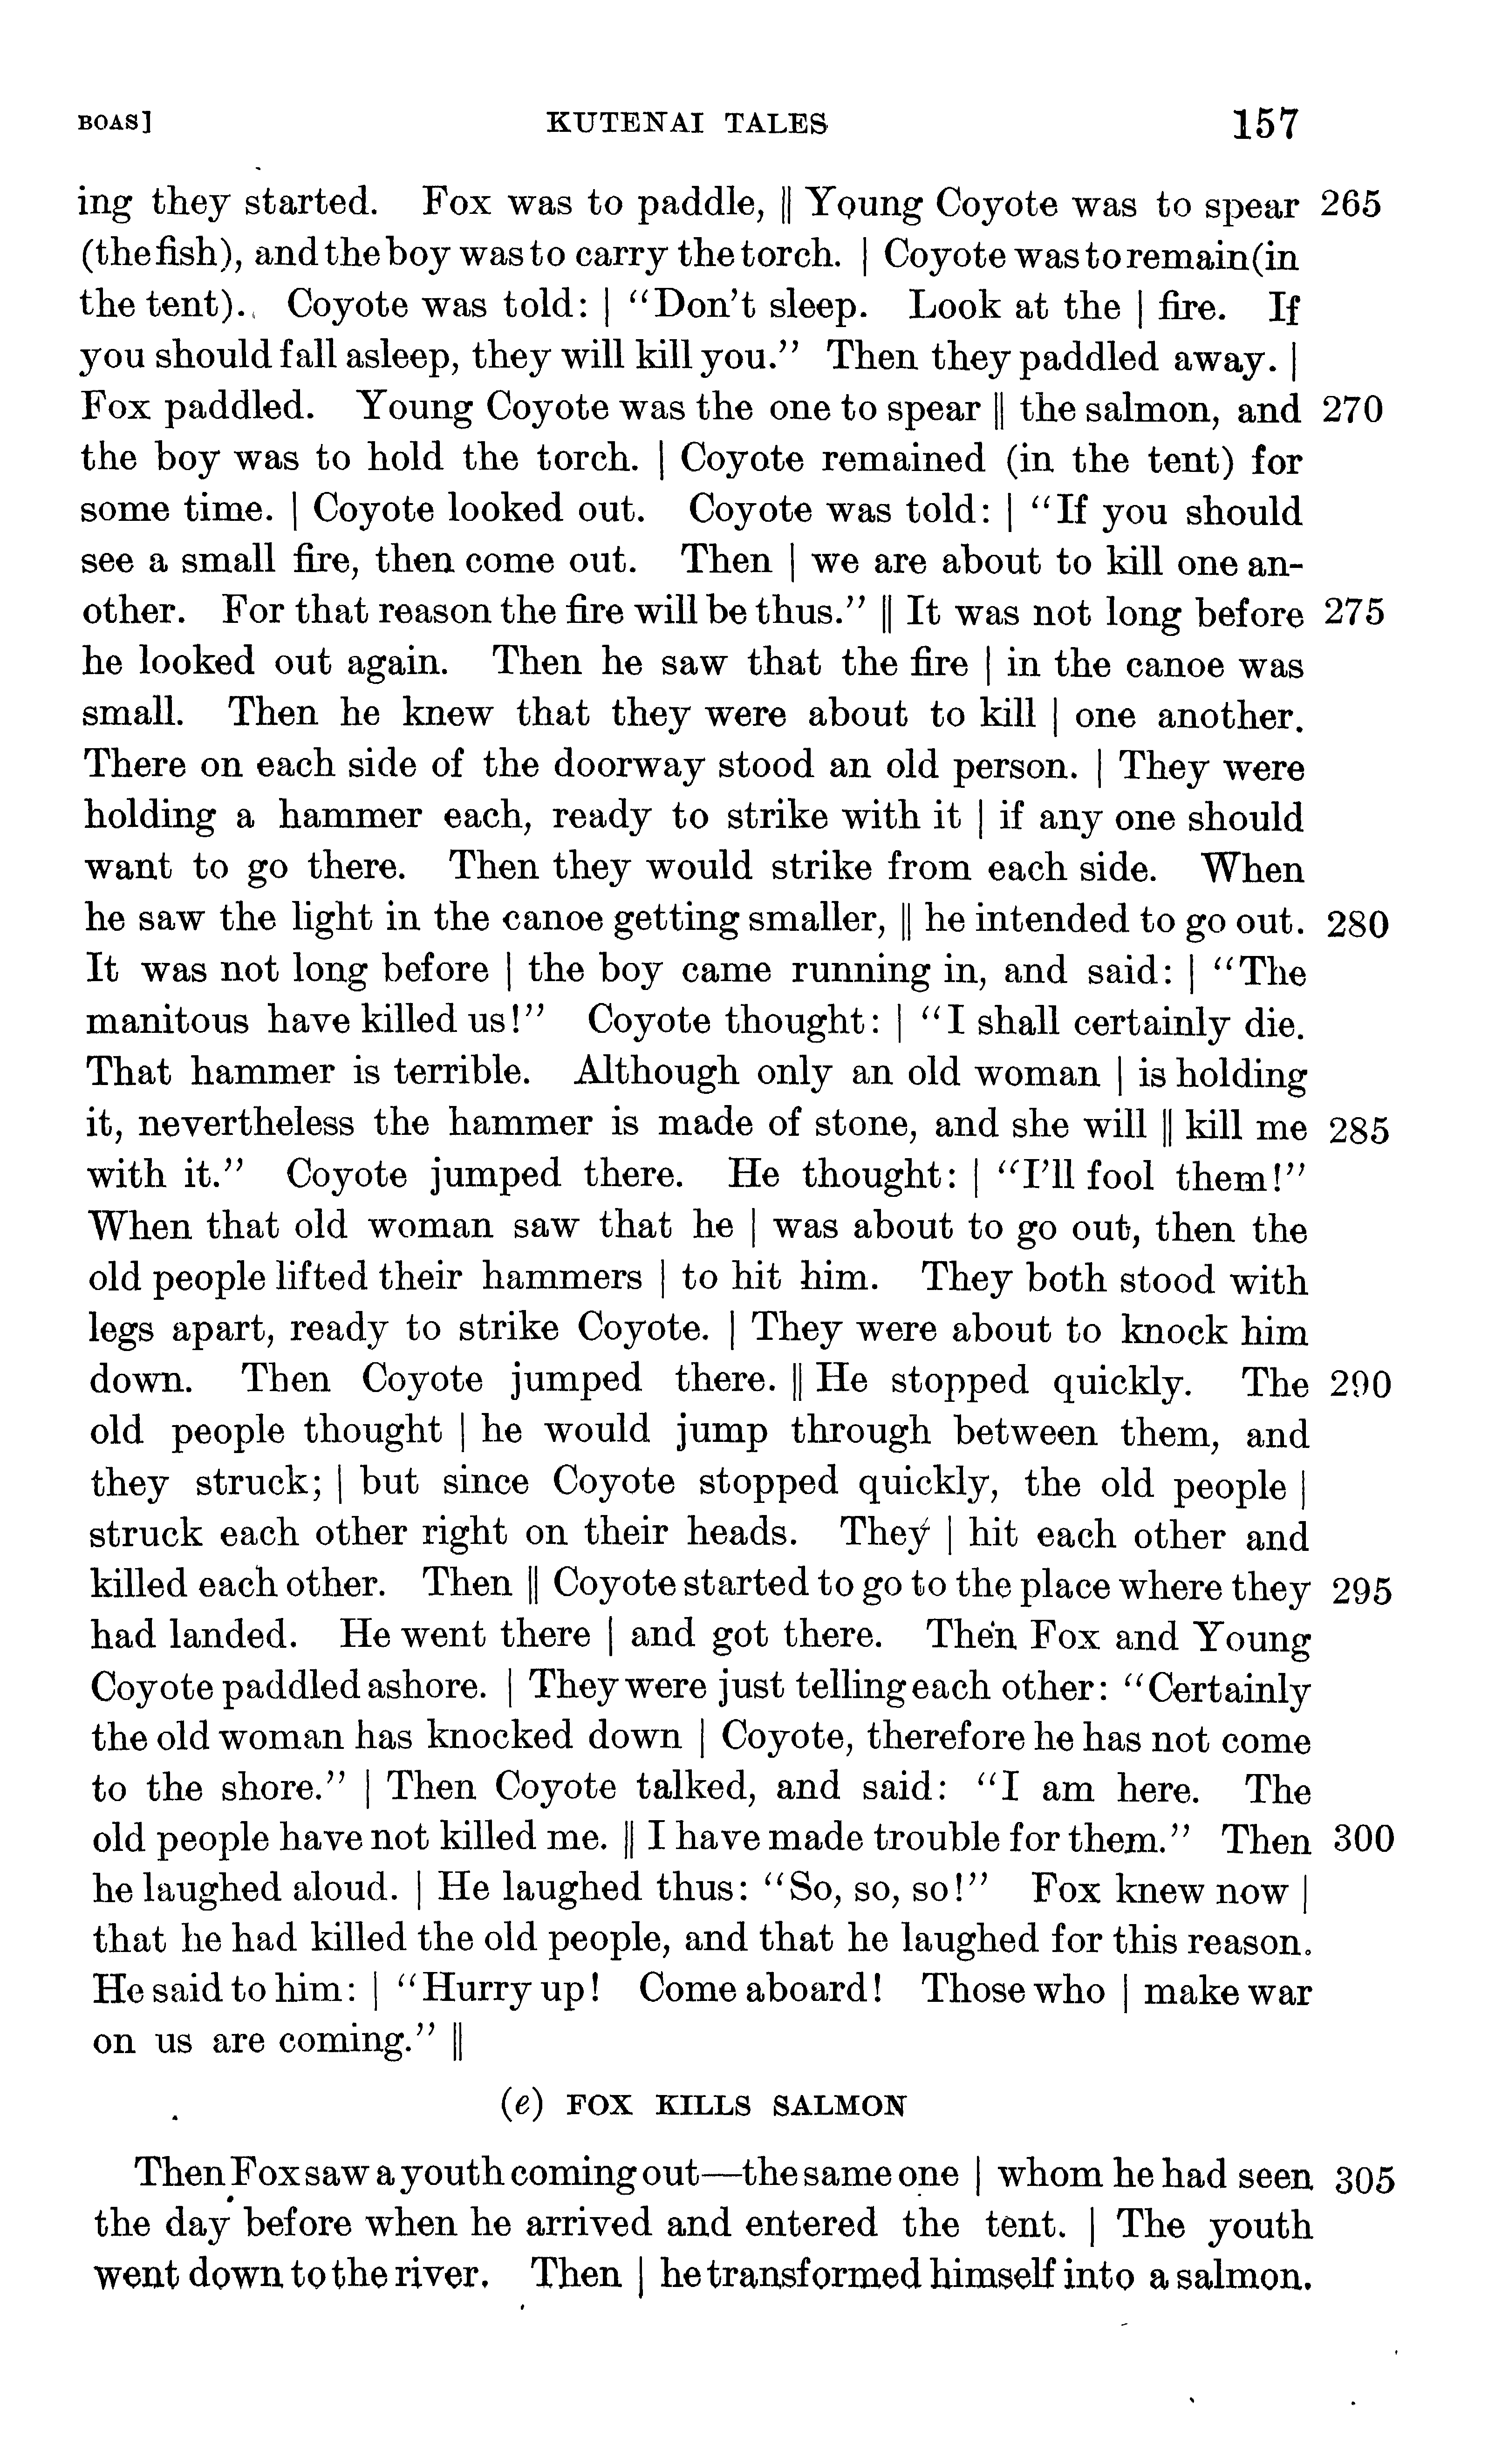 BOAS] KUTENAI TALES 157
ing they started. Fox was to paddle, || Young Coyote was to spear 265
(the fish), and the boy was to carry the torch. | Coyote was to remain (in
the tent). Coyote was told: | “Don’t sleep. Look at the | fire. If
you should fall asleep, they will kill you.” Then they paddled away. |
Fox paddled. Young Coyote was the one to spear || the salmon, and 270
the boy was to hold the torch. | Coyote remained (in the tent) for
some time. | Coyote looked out. Coyote was told: | “If you should
see a small fire, then come out. Then | we are about to kill one an-
other. For that reason the fire will be thus.” || It was not long before 275
he looked out again. Then he saw that the fire | in the canoe was
small. Then he knew that they were about to kill | one another.
There on each side of the doorway stood an old person. | They were
holding a hammer each, ready to strike with it | if any one should
want to go there. Then they would strike from each side. When
he saw the light in the canoe getting smaller, || he intended to go out. 280
It was not long before | the boy came running in, and said: | “The
manitous have killed us!” Coyote thought: | “I shall certainly die.
That hammer is terrible. Although only an old woman | is holding
it, nevertheless the hammer is made of stone, and she will || kill me 285
with it.” Coyote jumped there. He thought: | “I’ll fool them!”
When that old woman saw that he | was about to go out, then the
old people lifted their hammers | to hit him. They both stood with
legs apart, ready to strike Coyote. | They were about to knock him
down. Then Coyote jumped there. || He stopped quickly. The 290
old people thought | he would jump through between them, and
they struck; | but since Coyote stopped quickly, the old people |
struck each other right on their heads. They | hit each other and
killed each other. Then || Coyote started to go to the place where they 295
had landed. He went there | and got there. Then Fox and Young
Coyote paddled ashore. | They were just telling each other: “Certainly
the old woman has knocked down | Coyote, therefore he has not come
to the shore.” | Then Coyote talked, and said: “I am here. The
old people have not killed me. || I have made trouble for them.” Then 300
he laughed aloud. | He laughed thus: “So, so, so!” Fox knew now |
that he had killed the old people, and that he laughed for this reason.
He said to him: | “Hurry up! Come aboard! Those who | make war
on us are coming.” ||
(e) FOX KILLS SALMON
Then Fox saw a youth coming out—the same one | whom he had seen 305
the day before when he arrived and entered the tent. | The youth
went down to the river. Then | he transformed himself into a salmon.